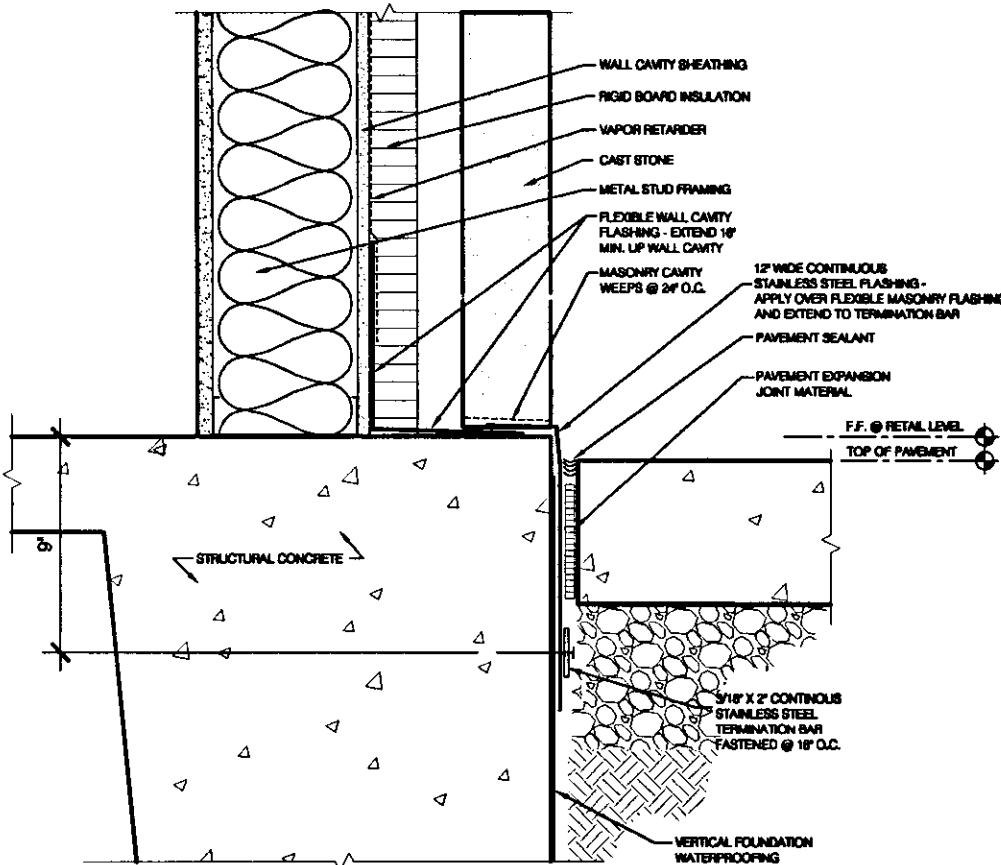 WALL CAVITY SHEATHING
RIGID BOARD INSULATION
VAPOR RETARDER
CAST STONE
METAL STUD FRAMING
FLEXIBLE WALL CAVITY
FLASHING - EXTEND 16"
MIN. UP WALL CAVITY
MASONRY CAVITY
WEEPS @ 24" O.C.
12" WIDE CONTINUOUS
STAINLESS STEEL FLASHING -
APPLY OVER FLEXIBLE MASONRY FLASHING
AND EXTEND TO TERMINATION BAR
PAVEMENT SEALANT
PAVEMENT EXPANSION
JOINT MATERIAL
F.F. @ RETAIL LEVEL
TOP OF PAVEMENT
9"
STRUCTURAL CONCRETE
3/16" X 2" CONTINOUS
STAINLESS STEEL
TERMINATION BAR
FASTENED @ 16" O.C.
VERTICAL FOUNDATION
WATERPROOFING